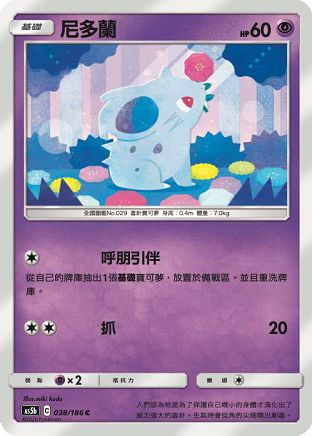 基礎 尼多蘭 HP60
全國圖鑑No.029 毒針寶可夢 身高：0.4m 體重：7.0kg
呼朋引伴
從自己的牌庫抽出1張基礎寶可夢，放置於備戰區。並且重洗牌
庫。
抓 20
弱點 ×2 抵抗力 撤退
Illus.miki kudo
xs5b C 038/186 C
©2020 Pokémon
人們認為牠是為了保護自己嬌小的身體才演化出了
威力強大的毒針。生氣時會從角的尖端噴出劇毒。